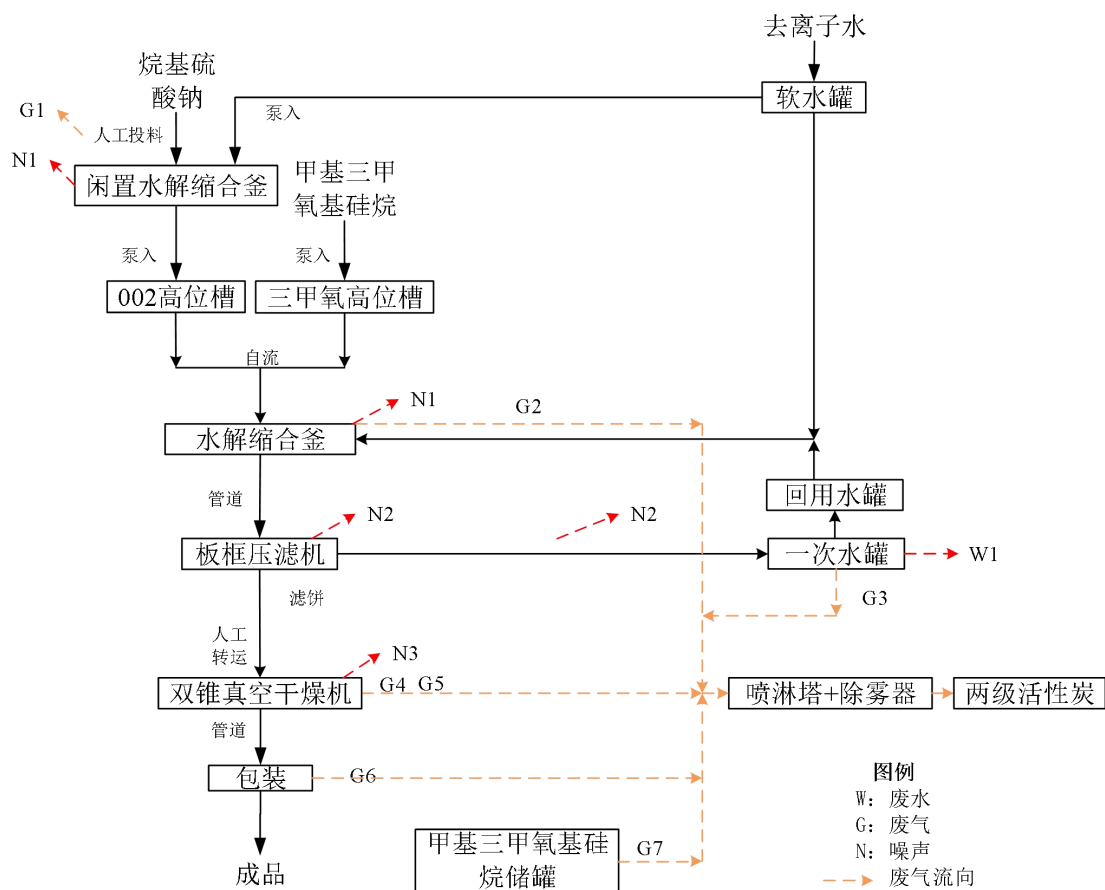 去离子水
烷基硫
酸钠
软水罐
G1
泵入
人工投料
N1
闲置水解缩合釜
甲基三甲
氧基硅烷
泵入
泵入
002高位槽
三甲氧高位槽
自流
N1
G2
水解缩合釜
管道
回用水罐
N2
N2
板框压滤机
一次水罐
W1
滤饼
G3
人工
转运
N3
双锥真空干燥机
G4 G5
喷淋塔+除雾器
两级活性炭
管道
包装
G6
图例
W：废水
G：废气
N：噪声
废气流向
甲基三甲氧基硅
烷储罐
G7
成品